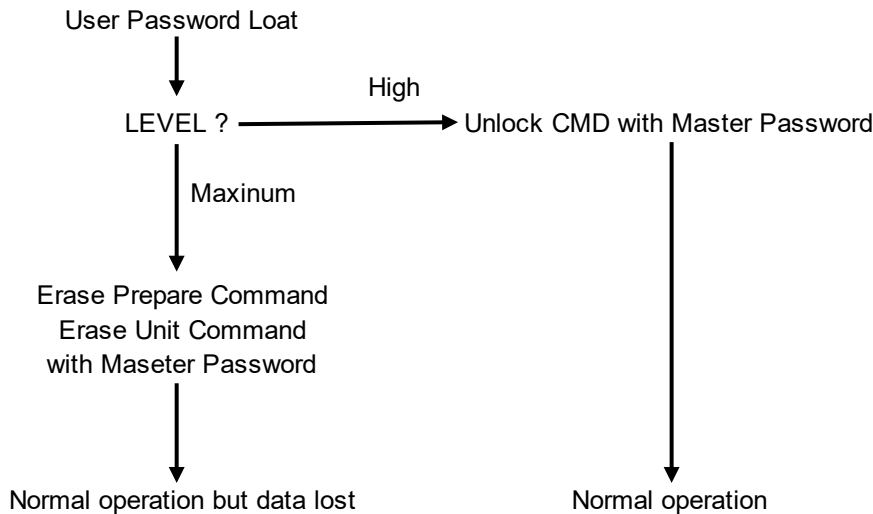 User Password Loat
High
LEVEL ?
Unlock CMD with Master Password
Maxinum
Erase Prepare Command
Erase Unit Command
with Maseter Password
Normal operation but data lost
Normal operation